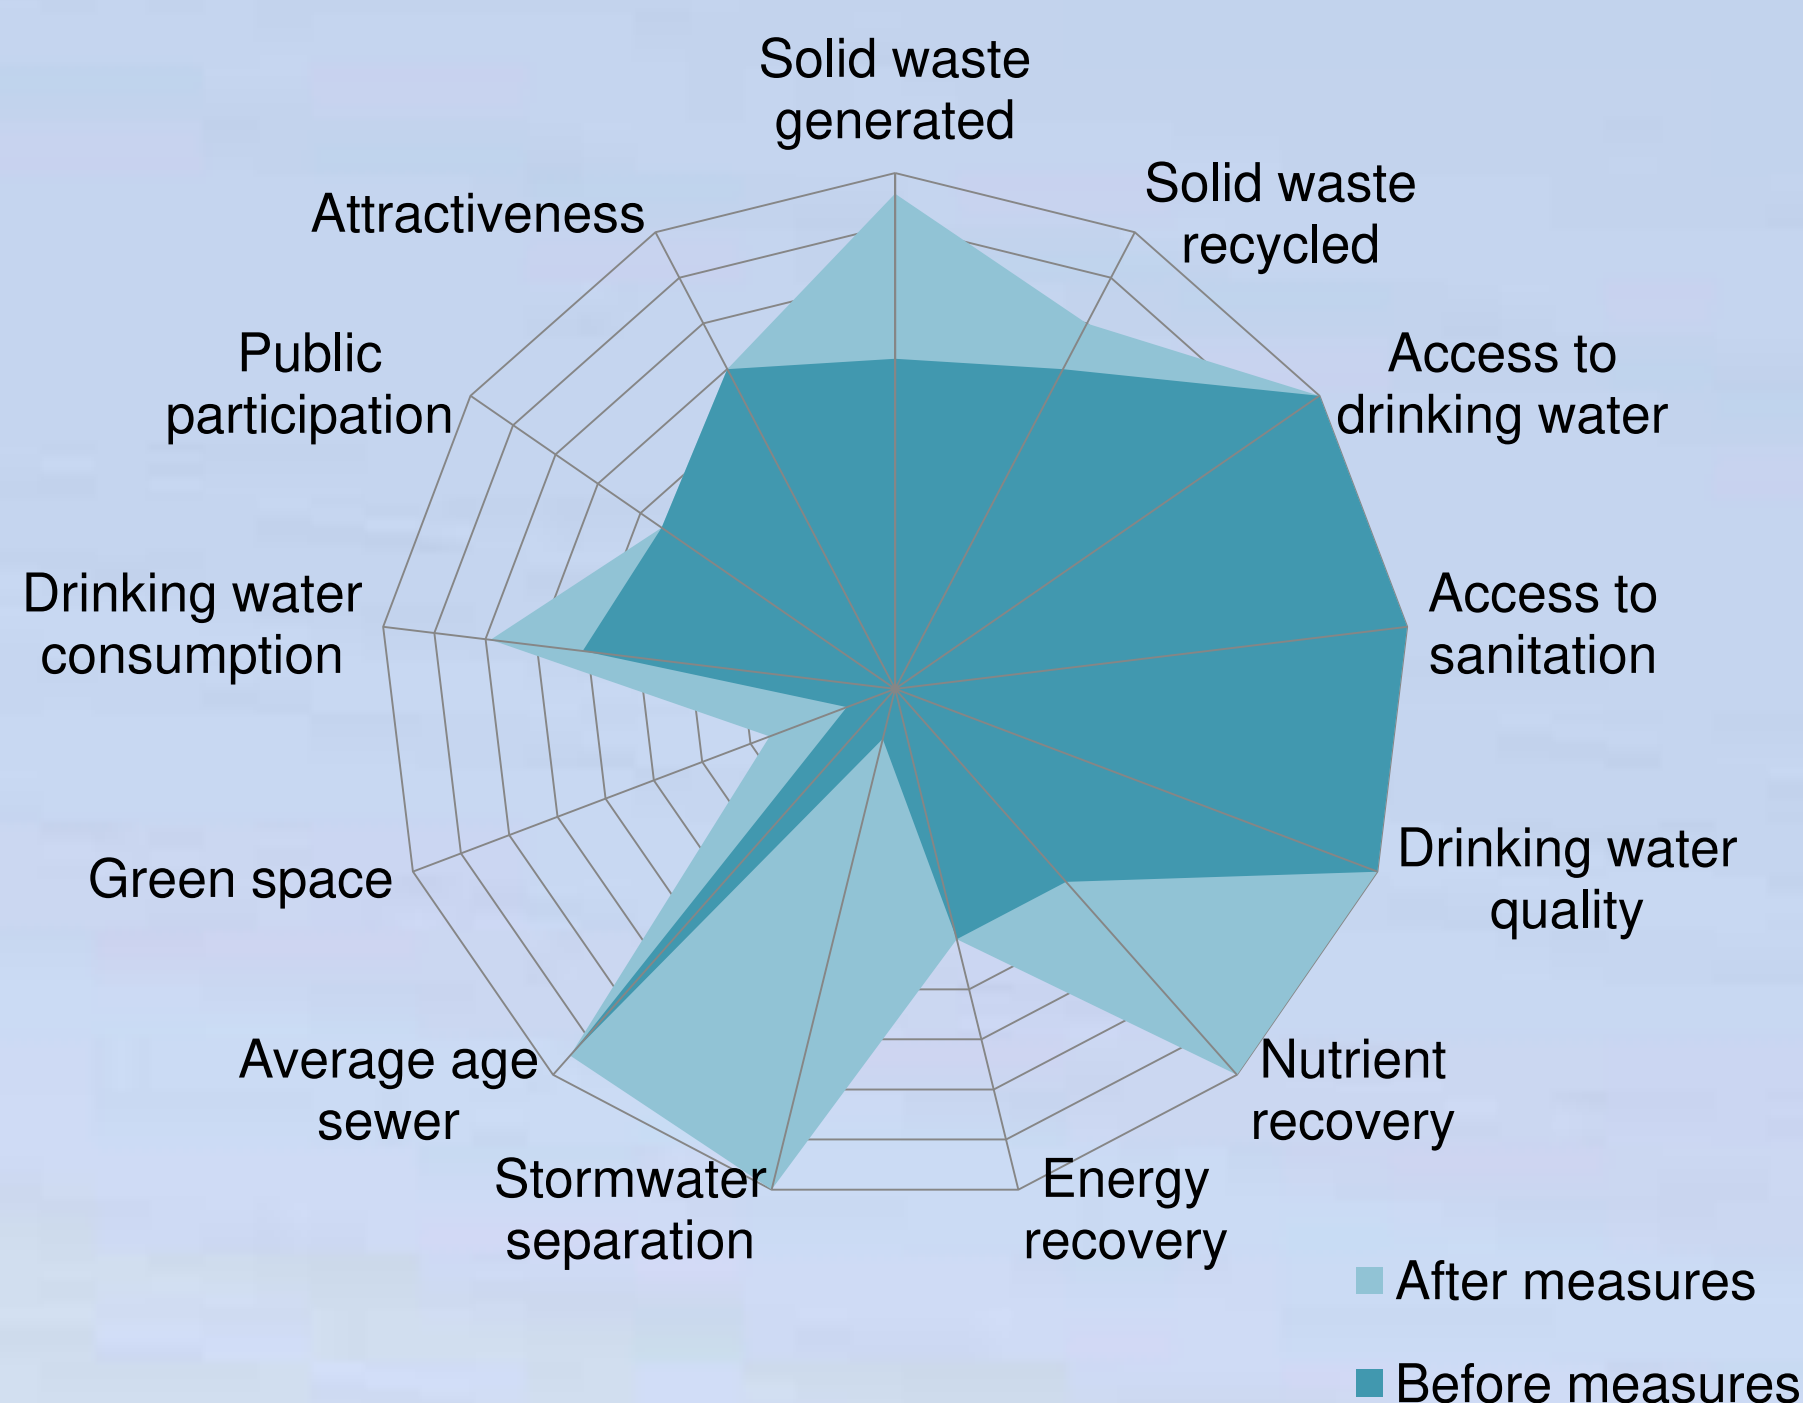 Solid waste
generated
Solid waste
recycled
Access to
drinking water
Access to
sanitation
Drinking water
quality
Nutrient
recovery
Energy
recovery
Stormwater
separation
Average age
sewer
Green space
Drinking water
consumption
Public
participation
Attractiveness
After measures
Before measures